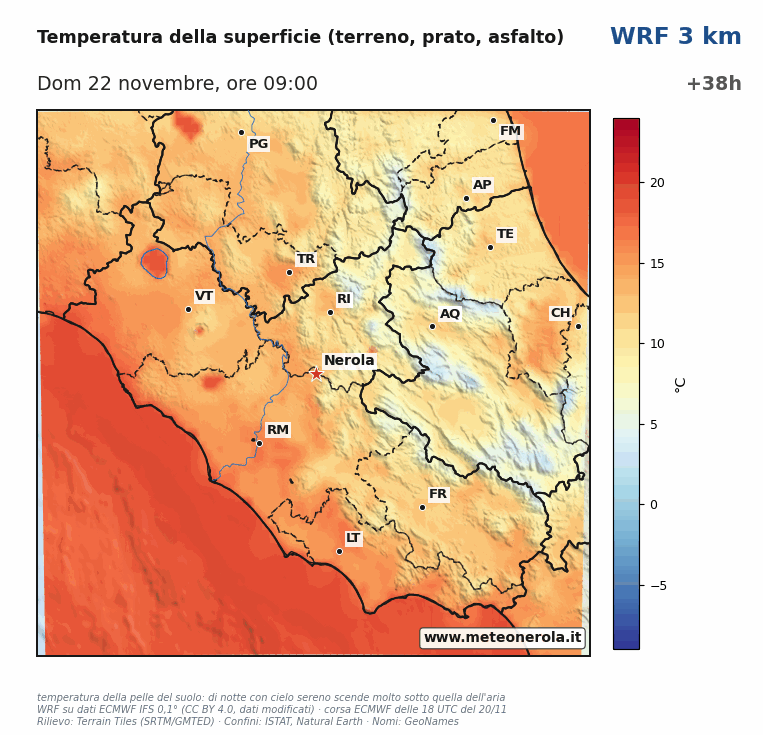 Temperatura della superficie (terreno, prato, asfalto)
WRF 3 km
Dom 22 novembre, ore 09:00
+38h
FM
PG
AP
TE
TR
VT
RI
AQ
CH
Nerola
RM
FR
LT
www.meteonerola.it
20
15
10
5
0
−5
°C
temperatura della pelle del suolo: di notte con cielo sereno scende molto sotto quella dell'aria
WRF su dati ECMWF IFS 0,1° (CC BY 4.0, dati modificati) · corsa ECMWF delle 18 UTC del 20/11
Rilievo: Terrain Tiles (SRTM/GMTED) · Confini: ISTAT, Natural Earth · Nomi: GeoNames